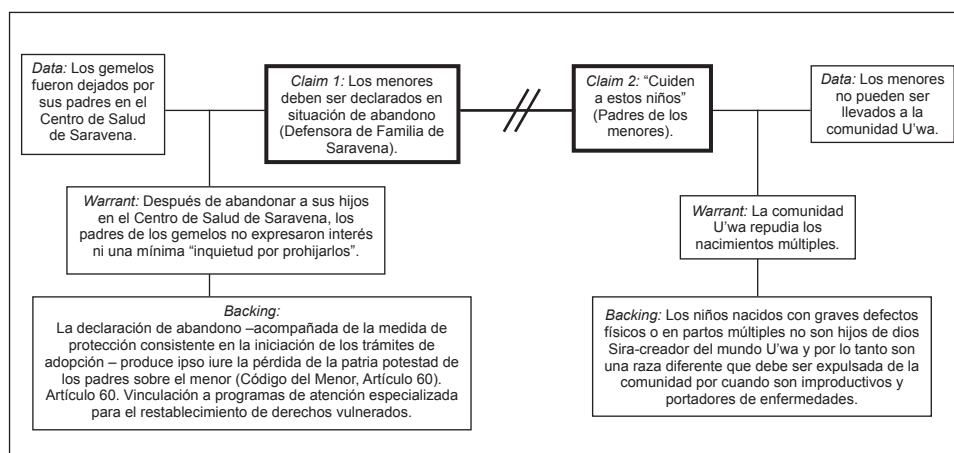 Data: Los gemelos
fueron dejados por
sus padres en el
Centro de Salud
de Saravena.
Claim 1: Los menores
deben ser declarados en
situación de abandono
(Defensora de Familia de
Saravena).
Claim 2: “Cuiden
a estos niños”
(Padres de los
menores).
Data: Los menores
no pueden ser
llevados a la
comunidad U'wa.
Warrant: Después de abandonar a sus hijos
en el Centro de Salud de Saravena, los
padres de los gemelos no expresaron interés
ni una mínima “inquietud por prohijarlos”.
Warrant: La comunidad
U'wa repudia los
nacimientos múltiples.
Backing:
La declaración de abandono –acompañada de la medida de
protección consistente en la iniciación de los trámites de
adopción – produce ipso iure la pérdida de la patria potestad de
los padres sobre el menor (Código del Menor, Artículo 60).
Artículo 60. Vinculación a programas de atención especializada
para el restablecimiento de derechos vulnerados.
Backing: Los niños nacidos con graves defectos
físicos o en partos múltiples no son hijos de dios
Sira-creador del mundo U'wa y por lo tanto son
una raza diferente que debe ser expulsada de la
comunidad por cuando son improductivos y
portadores de enfermedades.